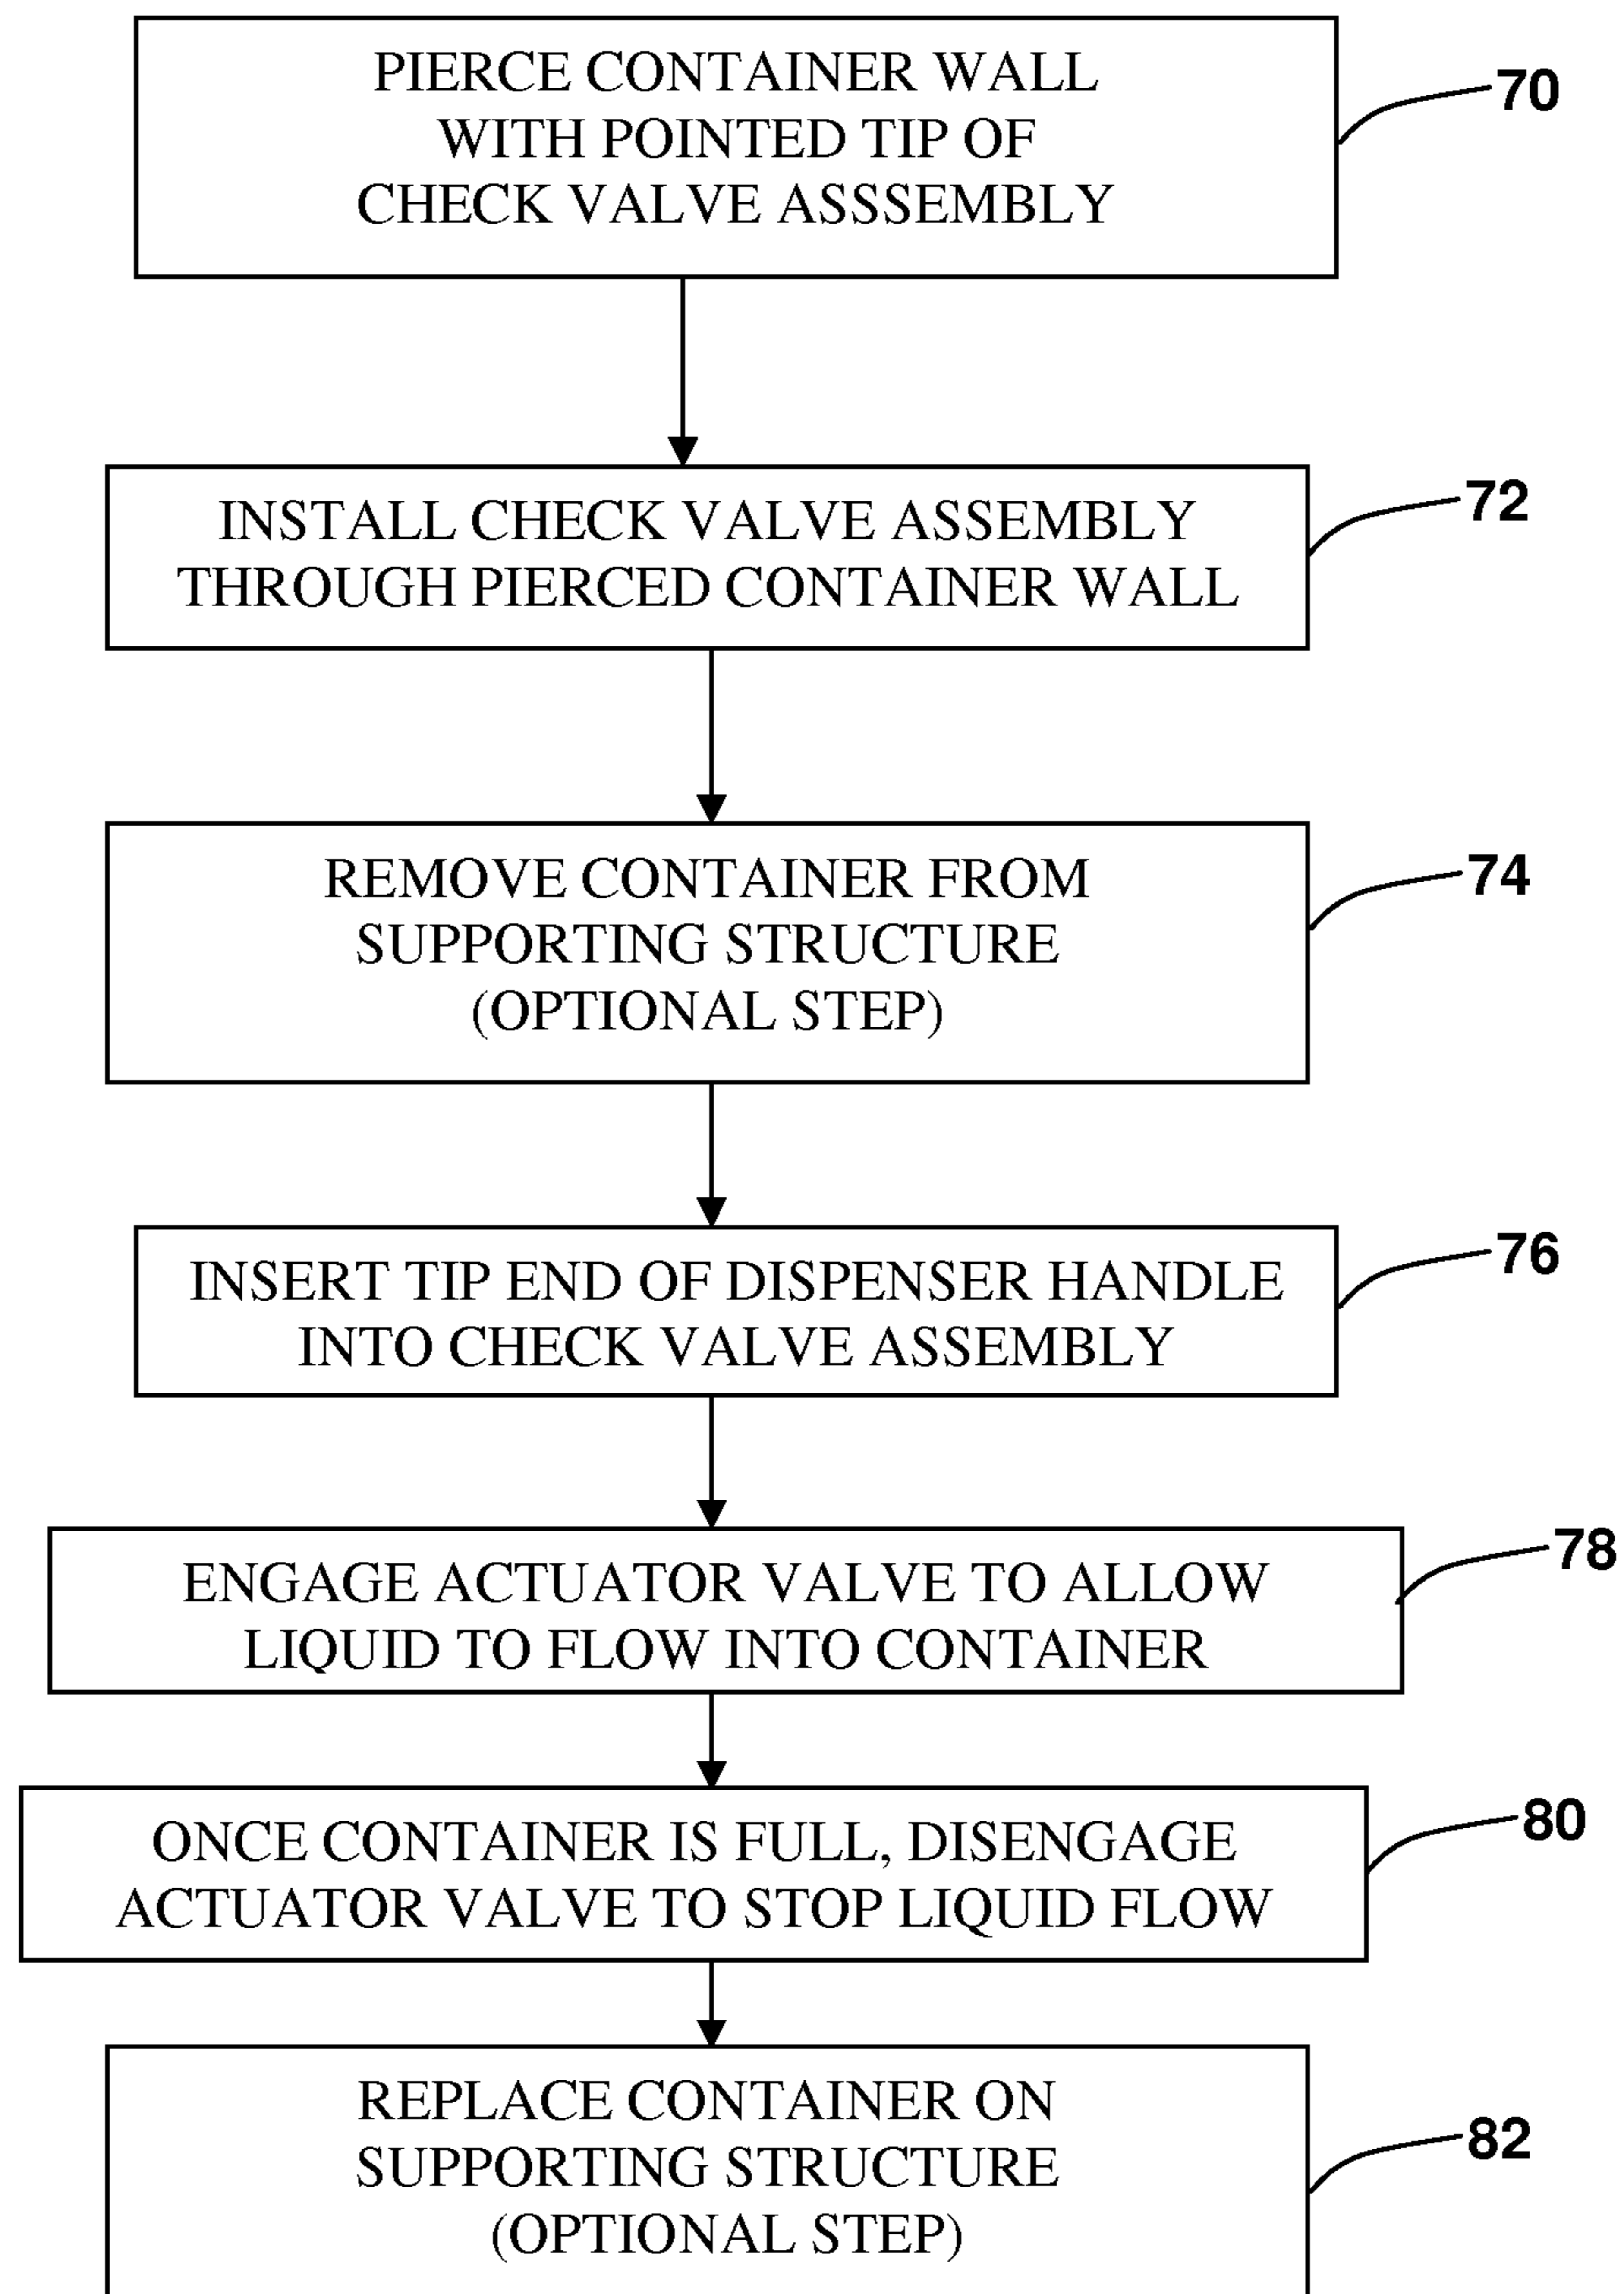 PIERCE CONTAINER WALL
WITH POINTED TIP OF
CHECK VALVE ASSSEMBLY
70
INSTALL CHECK VALVE ASSEMBLY
THROUGH PIERCED CONTAINER WALL
72
REMOVE CONTAINER FROM
SUPPORTING STRUCTURE
(OPTIONAL STEP)
74
INSERT TIP END OF DISPENSER HANDLE
INTO CHECK VALVE ASSEMBLY
76
ENGAGE ACTUATOR VALVE TO ALLOW
LIQUID TO FLOW INTO CONTAINER
78
ONCE CONTAINER IS FULL, DISENGAGE
ACTUATOR VALVE TO STOP LIQUID FLOW
80
REPLACE CONTAINER ON
SUPPORTING STRUCTURE
(OPTIONAL STEP)
82